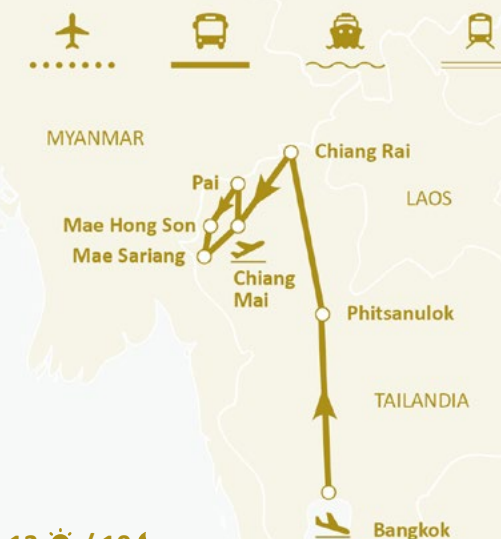 MYANMAR
Chiang Rai
Pai
LAOS
Mae Hong Son
Mae Sariang
Chiang
Mai
Phitsanulok
TAILANDIA
Bangkok